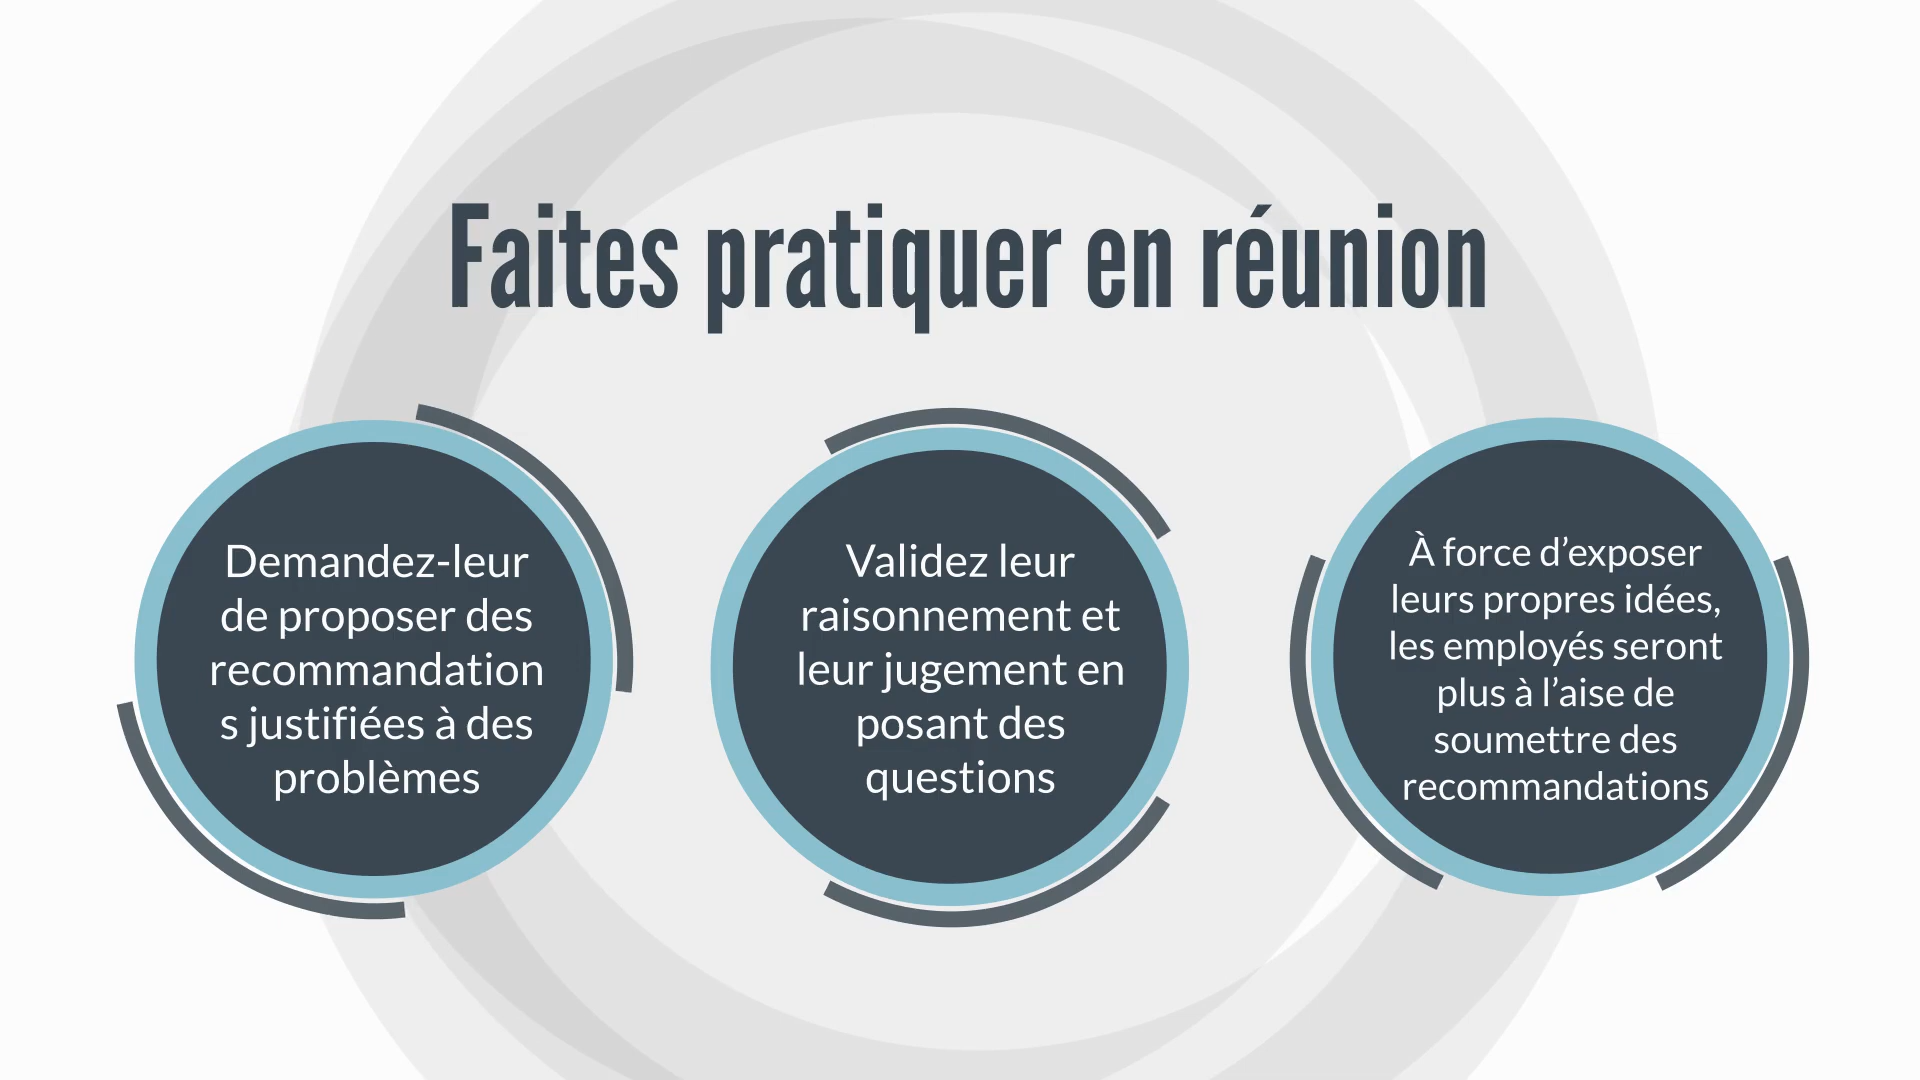 Faites pratiquer en réunion
Demandez-leur
de proposer des
recommandation
s justifiées à des
problèmes
Validez leur
raisonnement et
leur jugement en
posant des
questions
À force d’exposer
leurs propres idées,
les employés seront
plus à l’aise de
soumettre des
recommandations